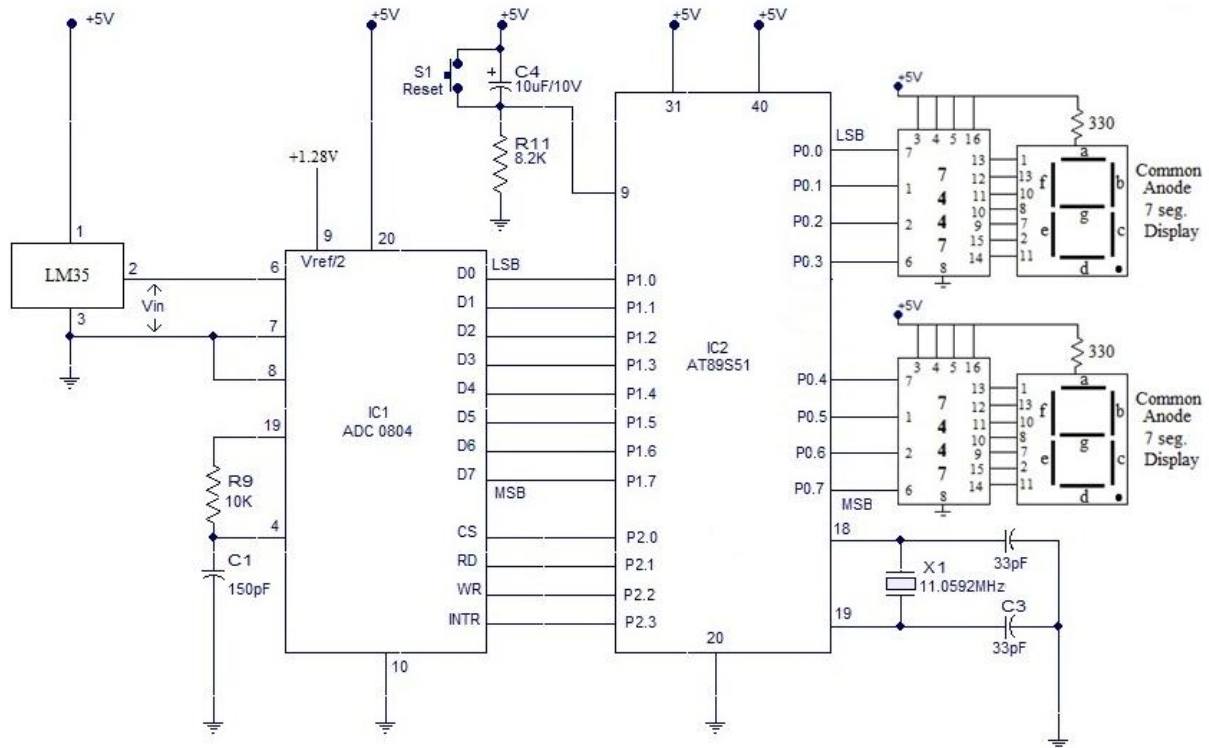 +5V
+5V
+5V
+5V
+5V
S1
Reset
+
C4
10uF/10V
R11
8.2K
+1.28V
1
LM35
2
3
Vin
9
20
Vref/2
6
7
8
19
4
R9
10K
C1
150pF
IC1
ADC 0804
10
LSB
D0
D1
D2
D3
D4
D5
D6
D7
MSB
CS
RD
WR
INTR
31
40
9
P1.0
P1.1
P1.2
P1.3
P1.4
P1.5
P1.6
P1.7
P2.0
P2.1
P2.2
P2.3
IC2
AT89S51
20
P0.0
P0.1
P0.2
P0.3
P0.4
P0.5
P0.6
P0.7
LSB
MSB
18
19
+5V
3 4 5 16
7
1
2
6
7
4
4
7
8
13
12
11
10
9
15
14
1
13
10
8
7
2
11
330
a
f
b
g
e
c
d
Common
Anode
7 seg.
Display
+5V
3 4 5 16
7
1
2
6
7
4
4
7
8
13
12
11
10
9
15
14
1
13
10
8
7
2
11
330
a
f
b
g
e
c
d
Common
Anode
7 seg.
Display
X1
11.0592MHz
33pF
C3
33pF